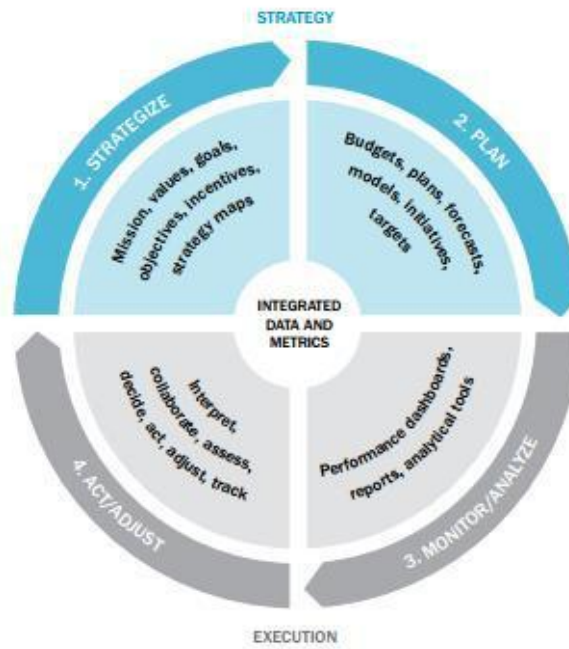 STRATEGY
1. STRATEGIZE
Mission, values, goals,
objectives, incentives,
strategy maps
2. PLAN
Budgets, plans, forecasts,
models, initiatives,
targets
INTEGRATED
DATA AND
METRICS
Interpret,
collaborate, assess,
decide, act, adjust, track
4. ACT/ADJUST
Performance dashboards,
reports, analytical tools
3. MONITOR/ANALYZE
EXECUTION